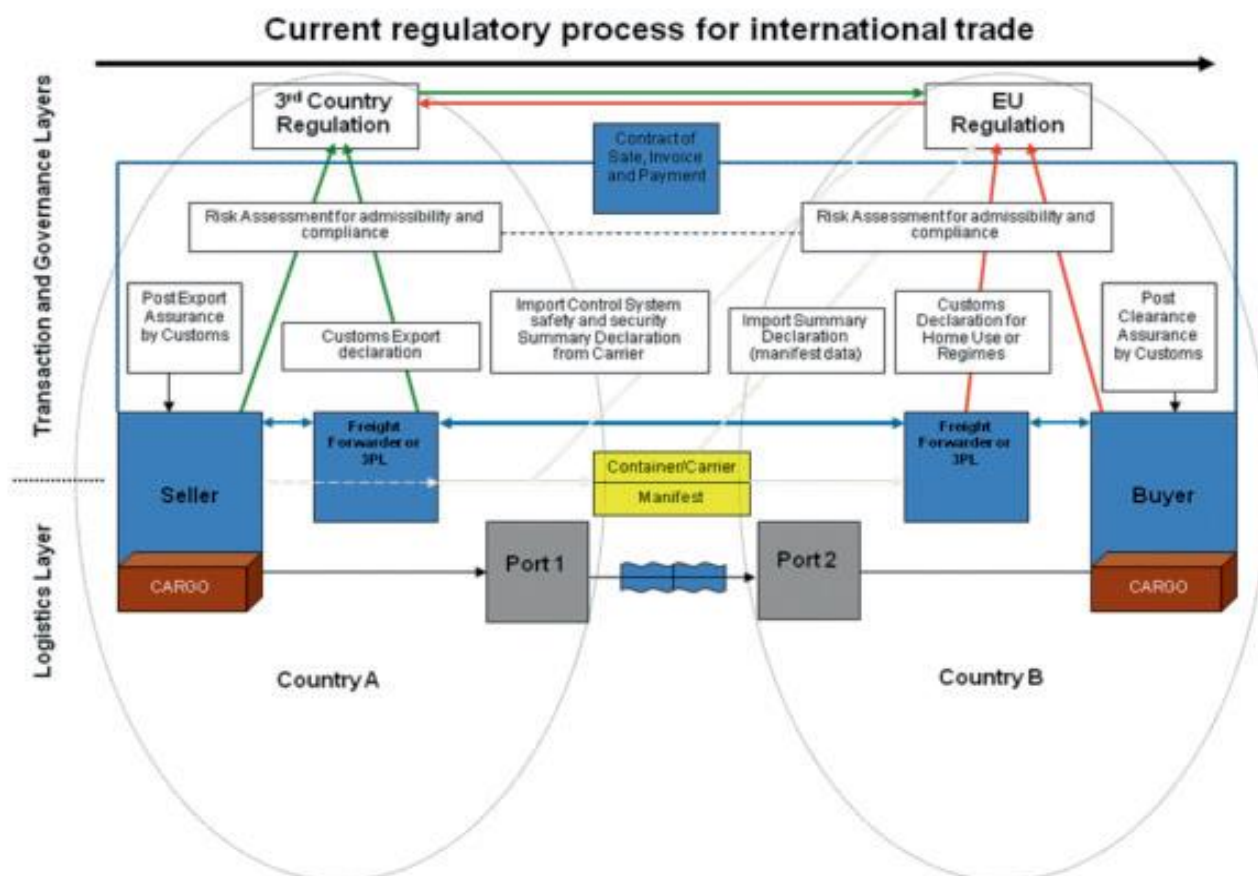 Current regulatory process for international trade
3rd Country
Regulation
EU
Regulation
Contract of
Sale, Invoice
and Payment
Transaction and Governance Layers
Risk Assessment for admissibility and
compliance
Risk Assessment for admissibility and
compliance
Post Export
Assurance
by Customs
Customs Export
declaration
Import Control System
safety and security
Summary Declaration
from Carrier
Import Summary
Declaration
(manifest data)
Customs
Declaration for
Home Use or
Regimes
Post
Clearance
Assurance
by Customs
Seller
Freight
Forwarder or
3PL
Container/Carrier
Manifest
Freight
Forwarder or
3PL
Buyer
Logistics Layer
CARGO
Port 1
Port 2
CARGO
Country A
Country B